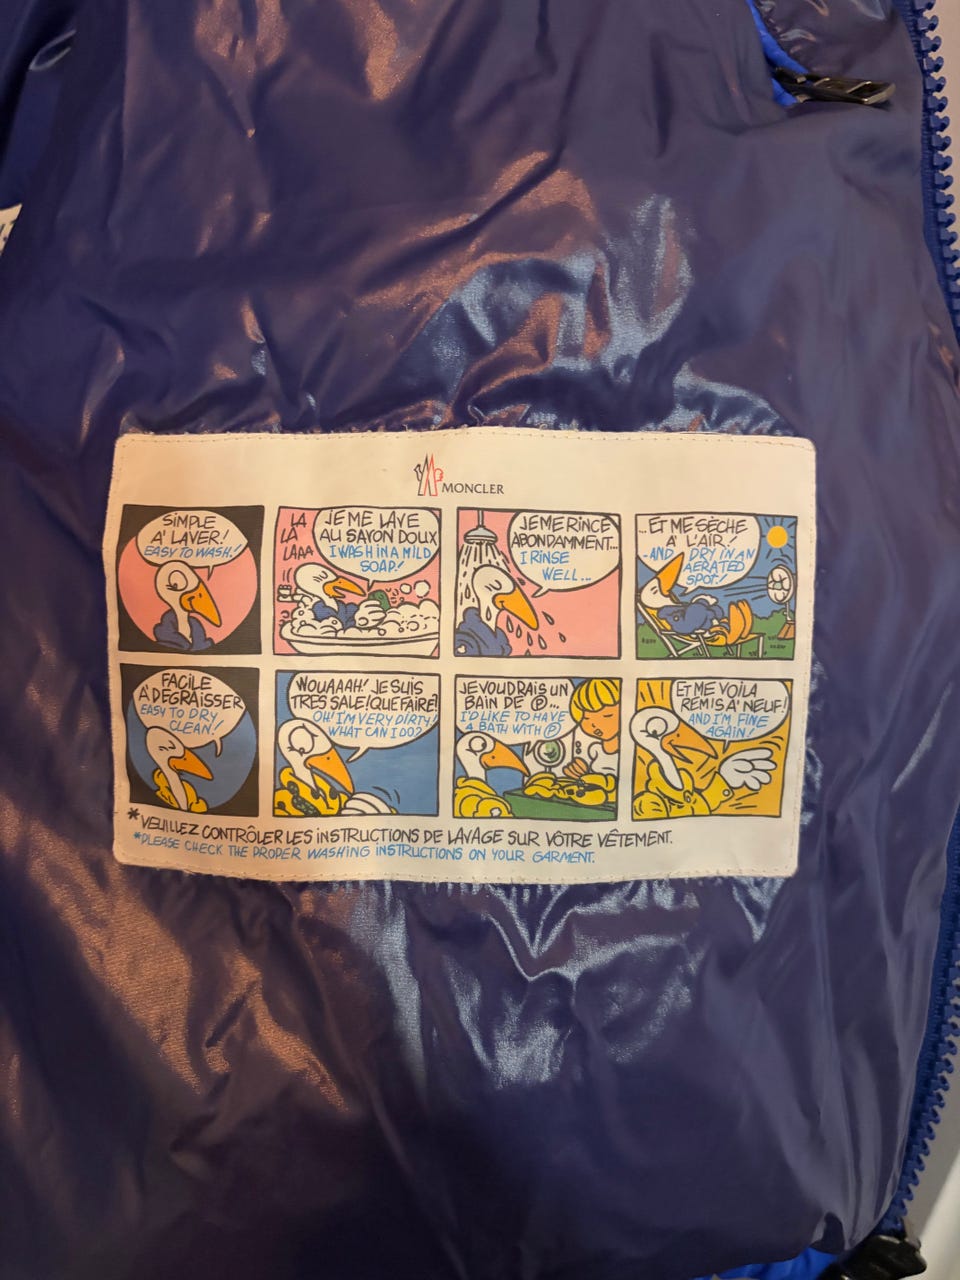 MONCLER
SIMPLE
A' LAVER!
EASY TO WASH!
LA
LÀ
LAAA
JE ME LAVE
AU SAVON DOUX
I WASH IN A MILD
SOAP!
JE ME RINCE
ABONDAMMENT...
I RINSE
WELL...
...ET ME SÈCHE
A' L'AIR!
-AND DRY IN AN
AERATED
SPOT!
FACILE
A' DEGRAISSER
EASY TO DRY
CLEAN!
WOUAAAH! JE SUIS
TRES SALE! QUE FAIRE!
OH! I'M VERY DIRTY!
WHAT CAN I DO?
JE VOUDRAIS UN
BAIN DE Ⓟ...
I'D LIKE TO HAVE
A BATH WITH Ⓟ
ET ME VOILA
REMIS A' NEUF!
AND I'M FINE
AGAIN!
*VEUILLEZ CONTRÔLER LES INSTRUCTIONS DE LAVAGE SUR VÔTRE VÊTEMENT.
*PLEASE CHECK THE PROPER WASHING INSTRUCTIONS ON YOUR GARMENT.